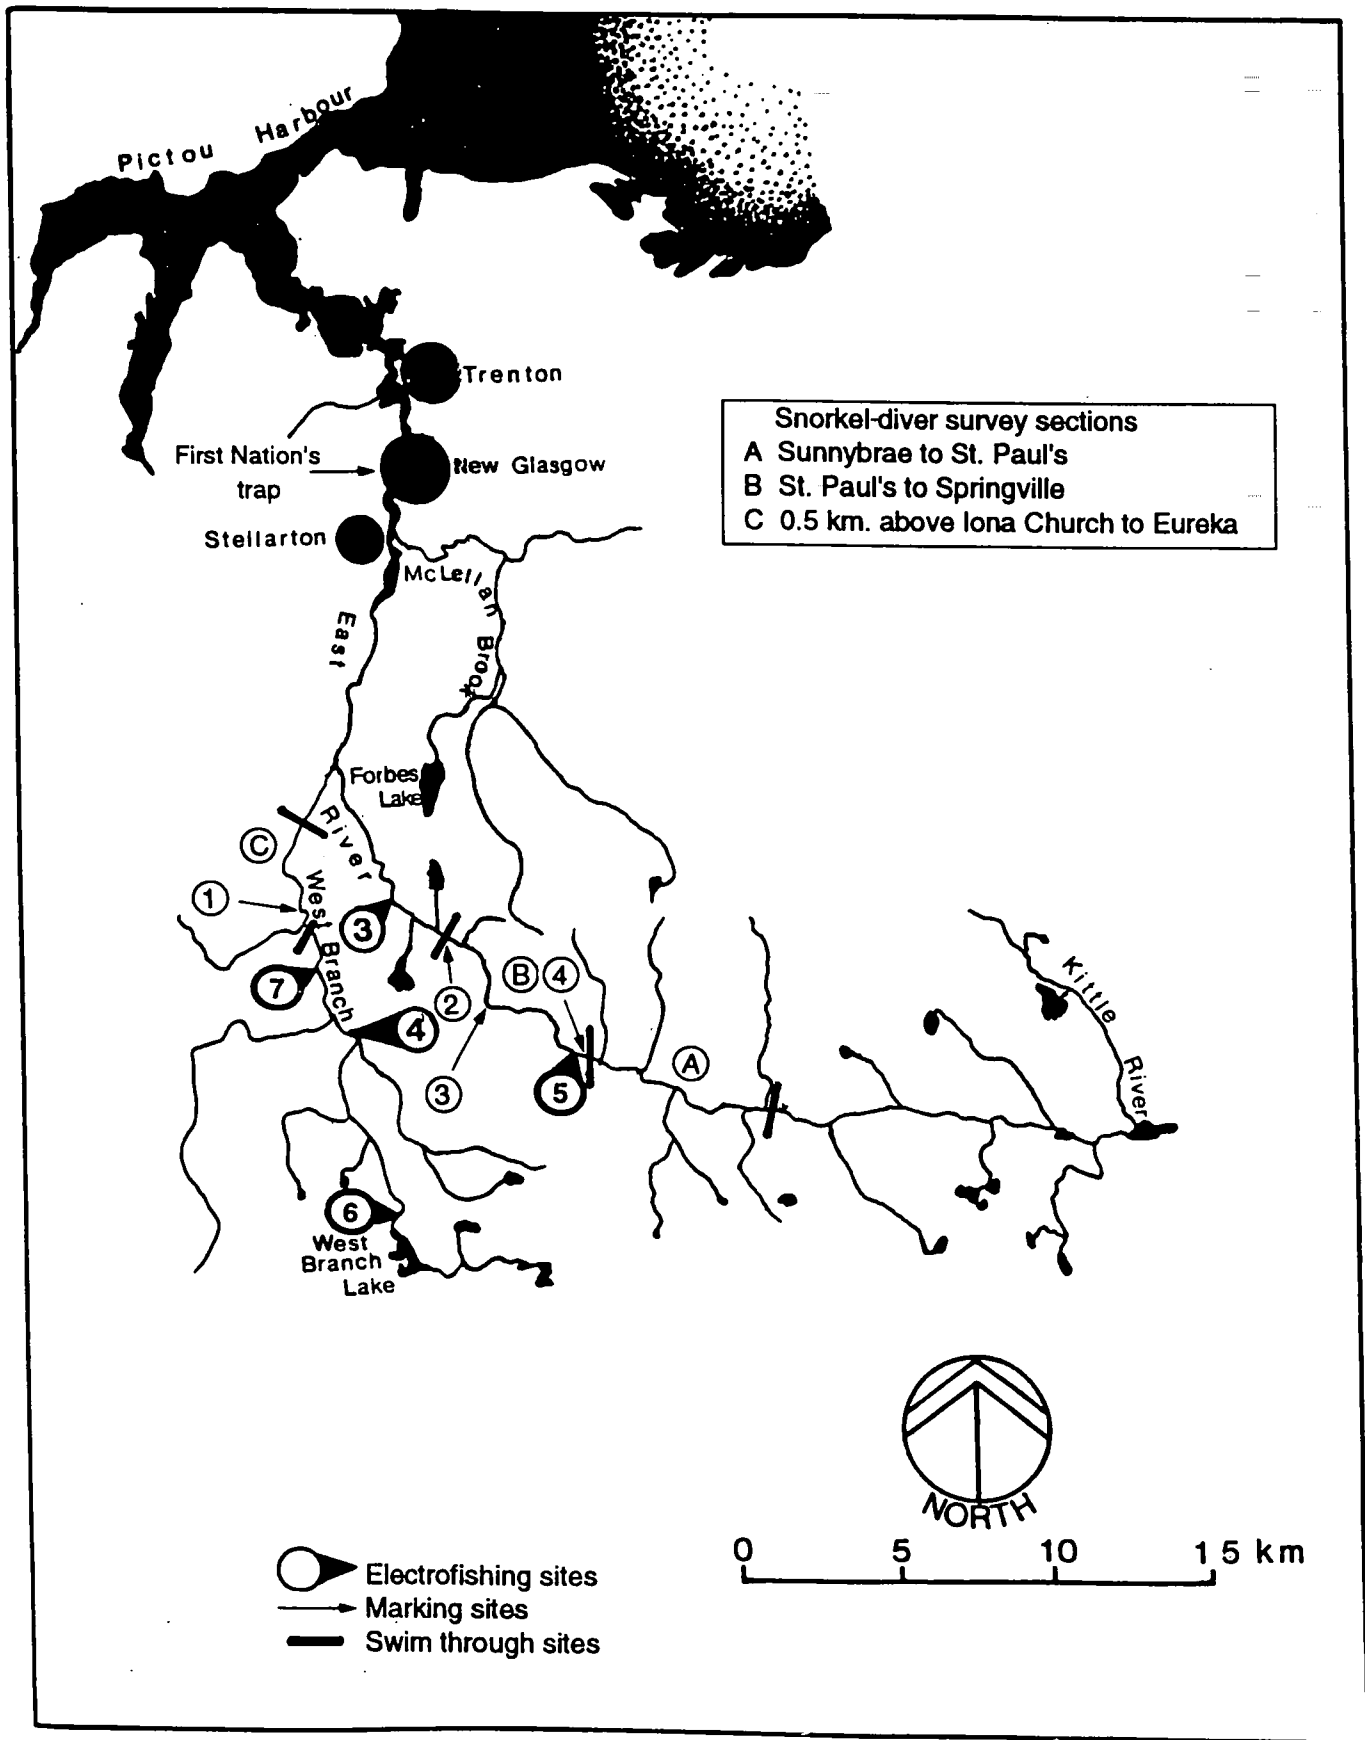 Pictou Harbour
Trenton
First Nation's
trap
New Glasgow
Stellarton
Snorkel-diver survey sections
A Sunnybrae to St. Paul's
B St. Paul's to Springville
C 0.5 km. above Iona Church to Eureka
McLellan Brook
East River
Forbes
Lake
C
1
West Branch
3
7
2
B 4
4
3
5
A
Kittle River
6
West
Branch
Lake
NORTH
0 5 10 15 km
Electrofishing sites
Marking sites
Swim through sites